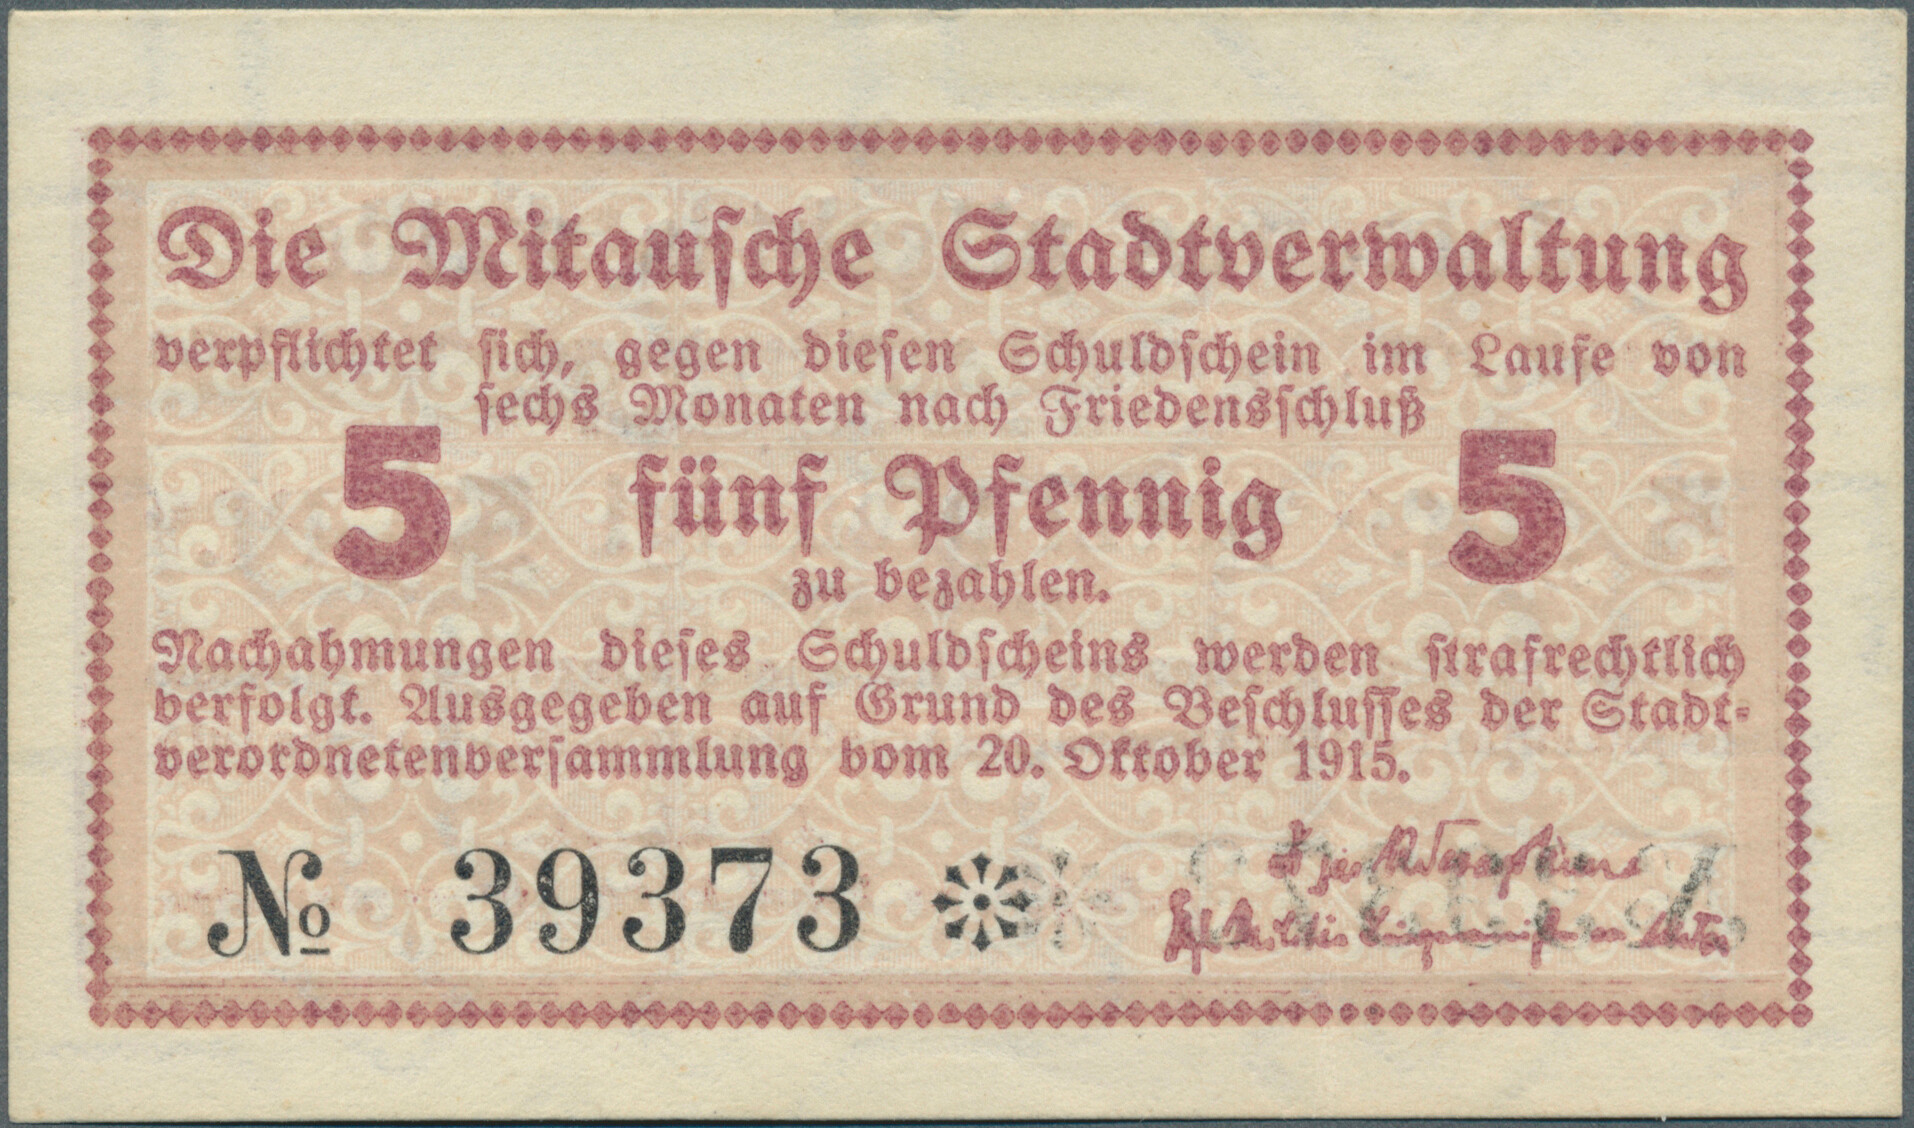 Die Mitausche Stadtverwaltung
verpflichtet sich, gegen diesen Schuldschein im Laufe von
sechs Monaten nach Friedensschluß
5 fünf Pfennig 5
zu bezahlen.
Nachahmungen dieses Schuldscheins werden strafrechtlich
verfolgt. Ausgegeben auf Grund des Beschlusses der Stadt-
verordnetenversammlung vom 20. Oktober 1915.
№ 39373